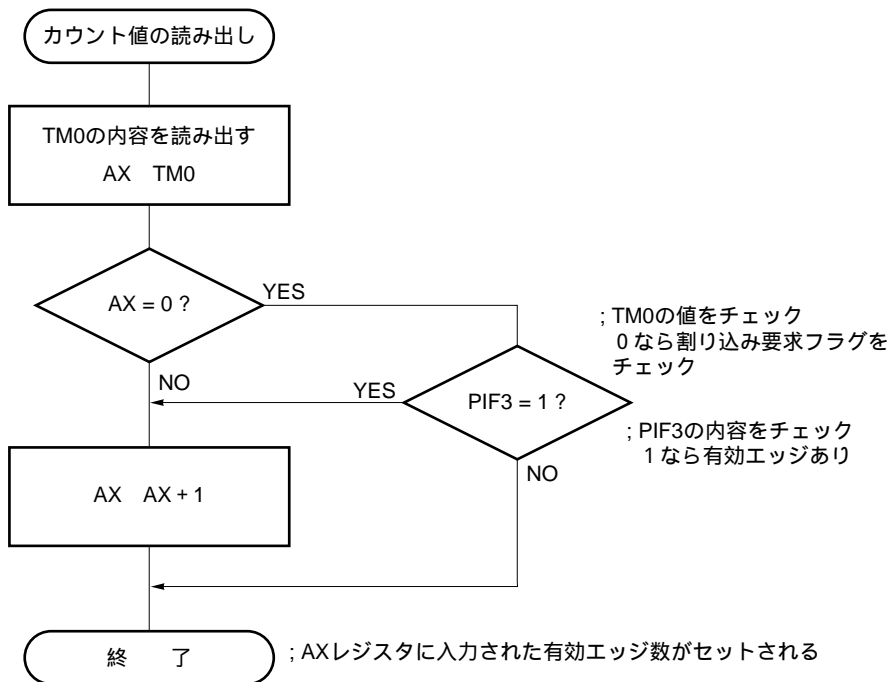 カウント値の読み出し
TM0の内容を読み出す
AX TM0
AX = 0 ?
YES
; TM0の値をチェック
0 なら割り込み要求フラグを
チェック
NO
YES
PIF3 = 1 ?
; PIF3の内容をチェック
1 なら有効エッジあり
NO
AX AX + 1
終 了
; AXレジスタに入力された有効エッジ数がセットされる